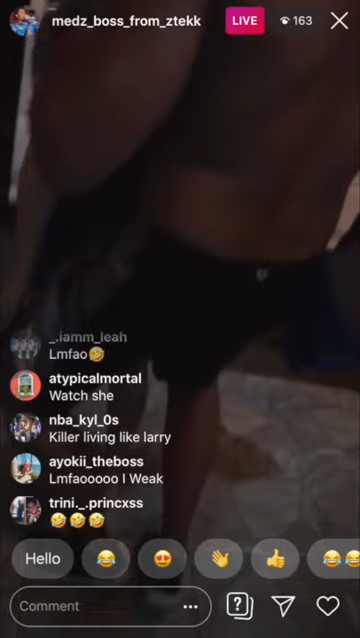 medz_boss_from_ztekk LIVE 163
_.iamm_leah
Lmfao🤣
atypicalmortal
Watch she
nba_kyl_0s
Killer living like larry
ayokii_theboss
Lmfaooooo I Weak
trini._.princxss
🤣🤣🤣
Hello 😂 😍 👋 👍 😂😂
Comment